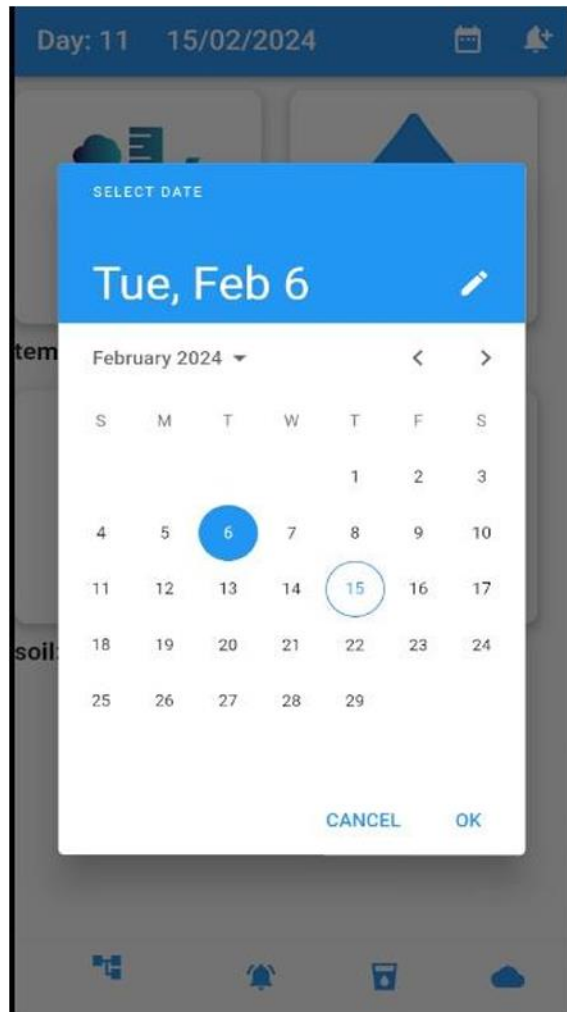 Day: 11 15/02/2024
SELECT DATE
Tue, Feb 6
tem
February 2024
S M T W T F S
1 2 3
4 5 6 7 8 9 10
11 12 13 14 15 16 17
soil:
18 19 20 21 22 23 24
25 26 27 28 29
CANCEL OK